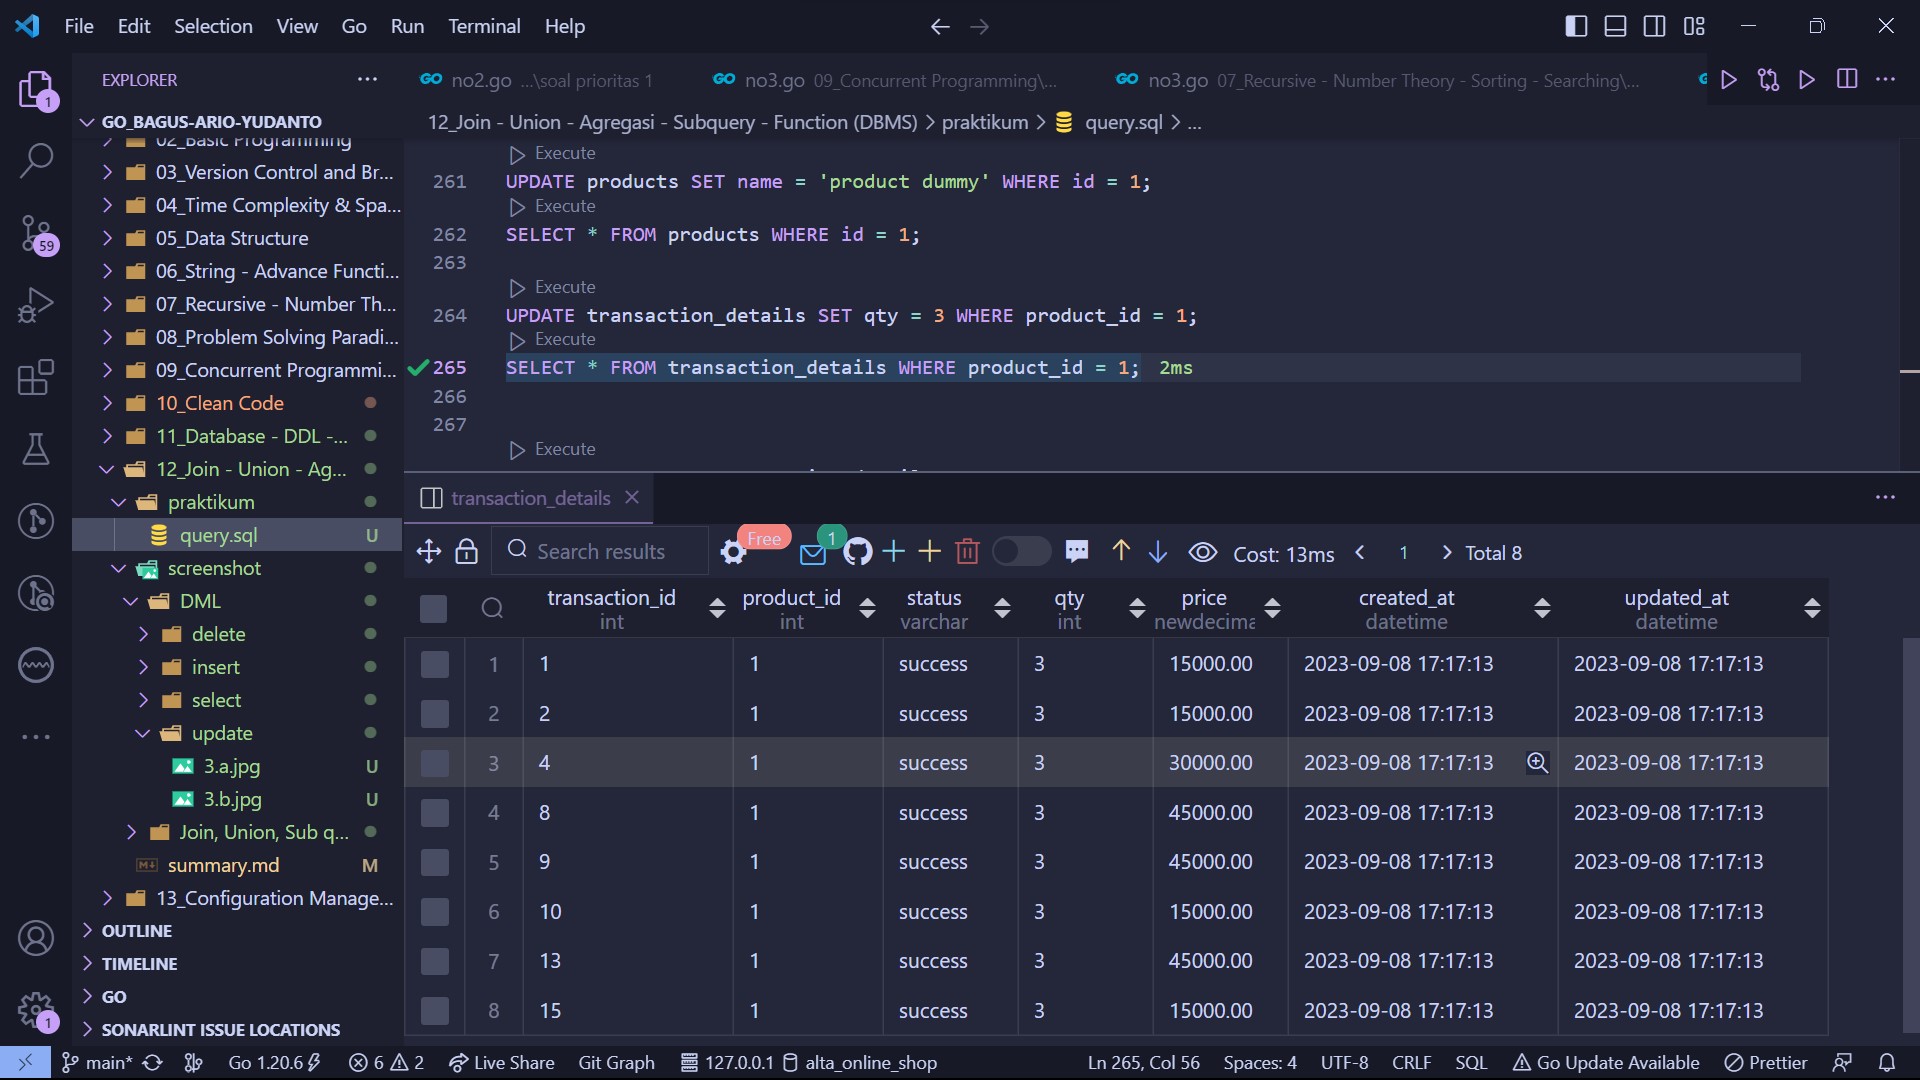 File Edit Selection View Go Run Terminal Help
EXPLORER
GO no2.go ...\soal prioritas 1
GO no3.go 09_Concurrent Programming\...
GO no3.go 07_Recursive - Number Theory - Sorting - Searching\...
1
GO_BAGUS-ARIO-YUDANTO
02_Basic Programming
03_Version Control and Br...
04_Time Complexity & Spa...
05_Data Structure
59
06_String - Advance Functi...
07_Recursive - Number Th...
08_Problem Solving Paradi...
09_Concurrent Programmi...
10_Clean Code
11_Database - DDL -...
12_Join - Union - Ag...
praktikum
query.sql U
screenshot
DML
delete
insert
select
update
3.a.jpg U
3.b.jpg U
Join, Union, Sub q...
summary.md M
13_Configuration Manage...
OUTLINE
TIMELINE
GO
SONARLINT ISSUE LOCATIONS
1
12_Join - Union - Agregasi - Subquery - Function (DBMS) > praktikum > query.sql > ...
Execute
261 UPDATE products SET name = 'product dummy' WHERE id = 1;
Execute
262 SELECT * FROM products WHERE id = 1;
263
Execute
264 UPDATE transaction_details SET qty = 3 WHERE product_id = 1;
Execute
265 SELECT * FROM transaction_details WHERE product_id = 1; 2ms
266
267
Execute
transaction_details
Search results Free 1 Cost: 13ms < 1 > Total 8
transaction_id product_id status qty price created_at updated_at
int int varchar int newdecima datetime datetime
1 1 1 success 3 15000.00 2023-09-08 17:17:13 2023-09-08 17:17:13
2 2 1 success 3 15000.00 2023-09-08 17:17:13 2023-09-08 17:17:13
3 4 1 success 3 30000.00 2023-09-08 17:17:13 2023-09-08 17:17:13
4 8 1 success 3 45000.00 2023-09-08 17:17:13 2023-09-08 17:17:13
5 9 1 success 3 45000.00 2023-09-08 17:17:13 2023-09-08 17:17:13
6 10 1 success 3 15000.00 2023-09-08 17:17:13 2023-09-08 17:17:13
7 13 1 success 3 45000.00 2023-09-08 17:17:13 2023-09-08 17:17:13
8 15 1 success 3 15000.00 2023-09-08 17:17:13 2023-09-08 17:17:13
main* Go 1.20.6 6 2 Live Share Git Graph 127.0.0.1 alta_online_shop Ln 265, Col 56 Spaces: 4 UTF-8 CRLF SQL Go Update Available Prettier